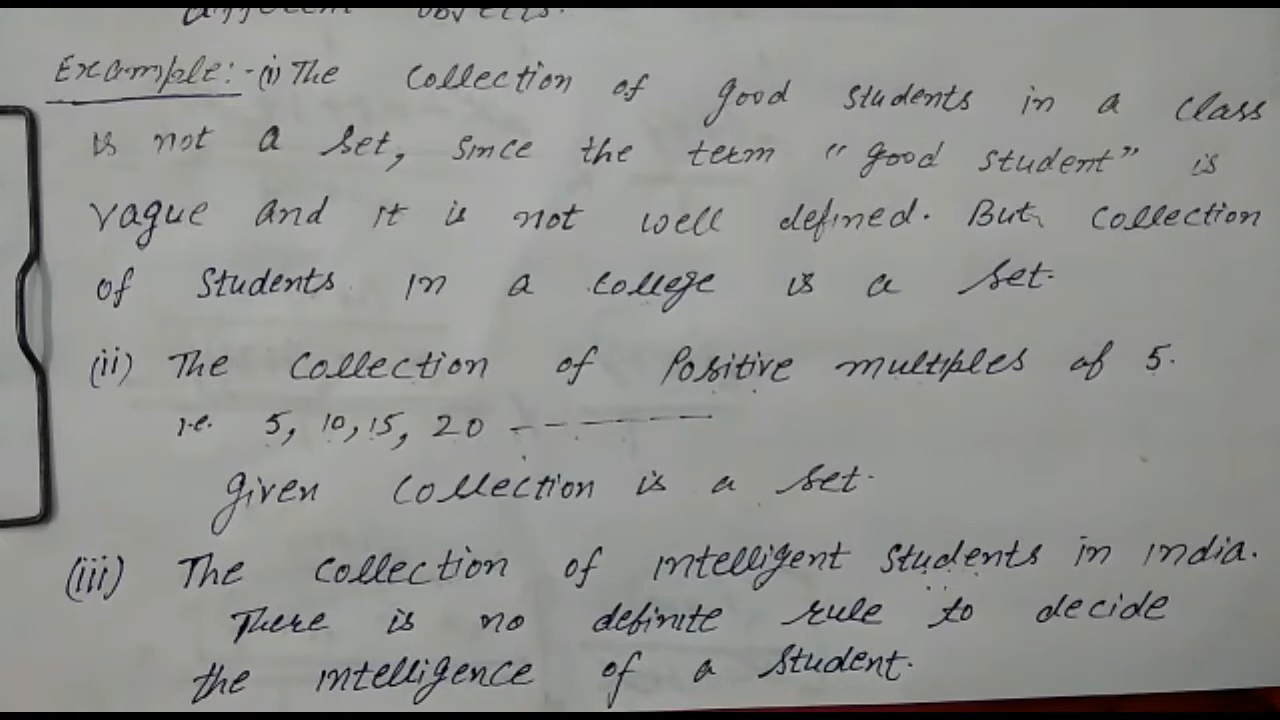 different objects.
Example:- (i) The collection of good students in a class
is not a set, since the term "good student" is
vague and it is not well defined. But collection
of students in a college is a set.
(ii) The collection of Positive multiples of 5.
i.e. 5, 10, 15, 20 --------
given collection is a set.
(iii) The collection of intelligent students in india.
There is no definite rule to decide
the intelligence of a student.